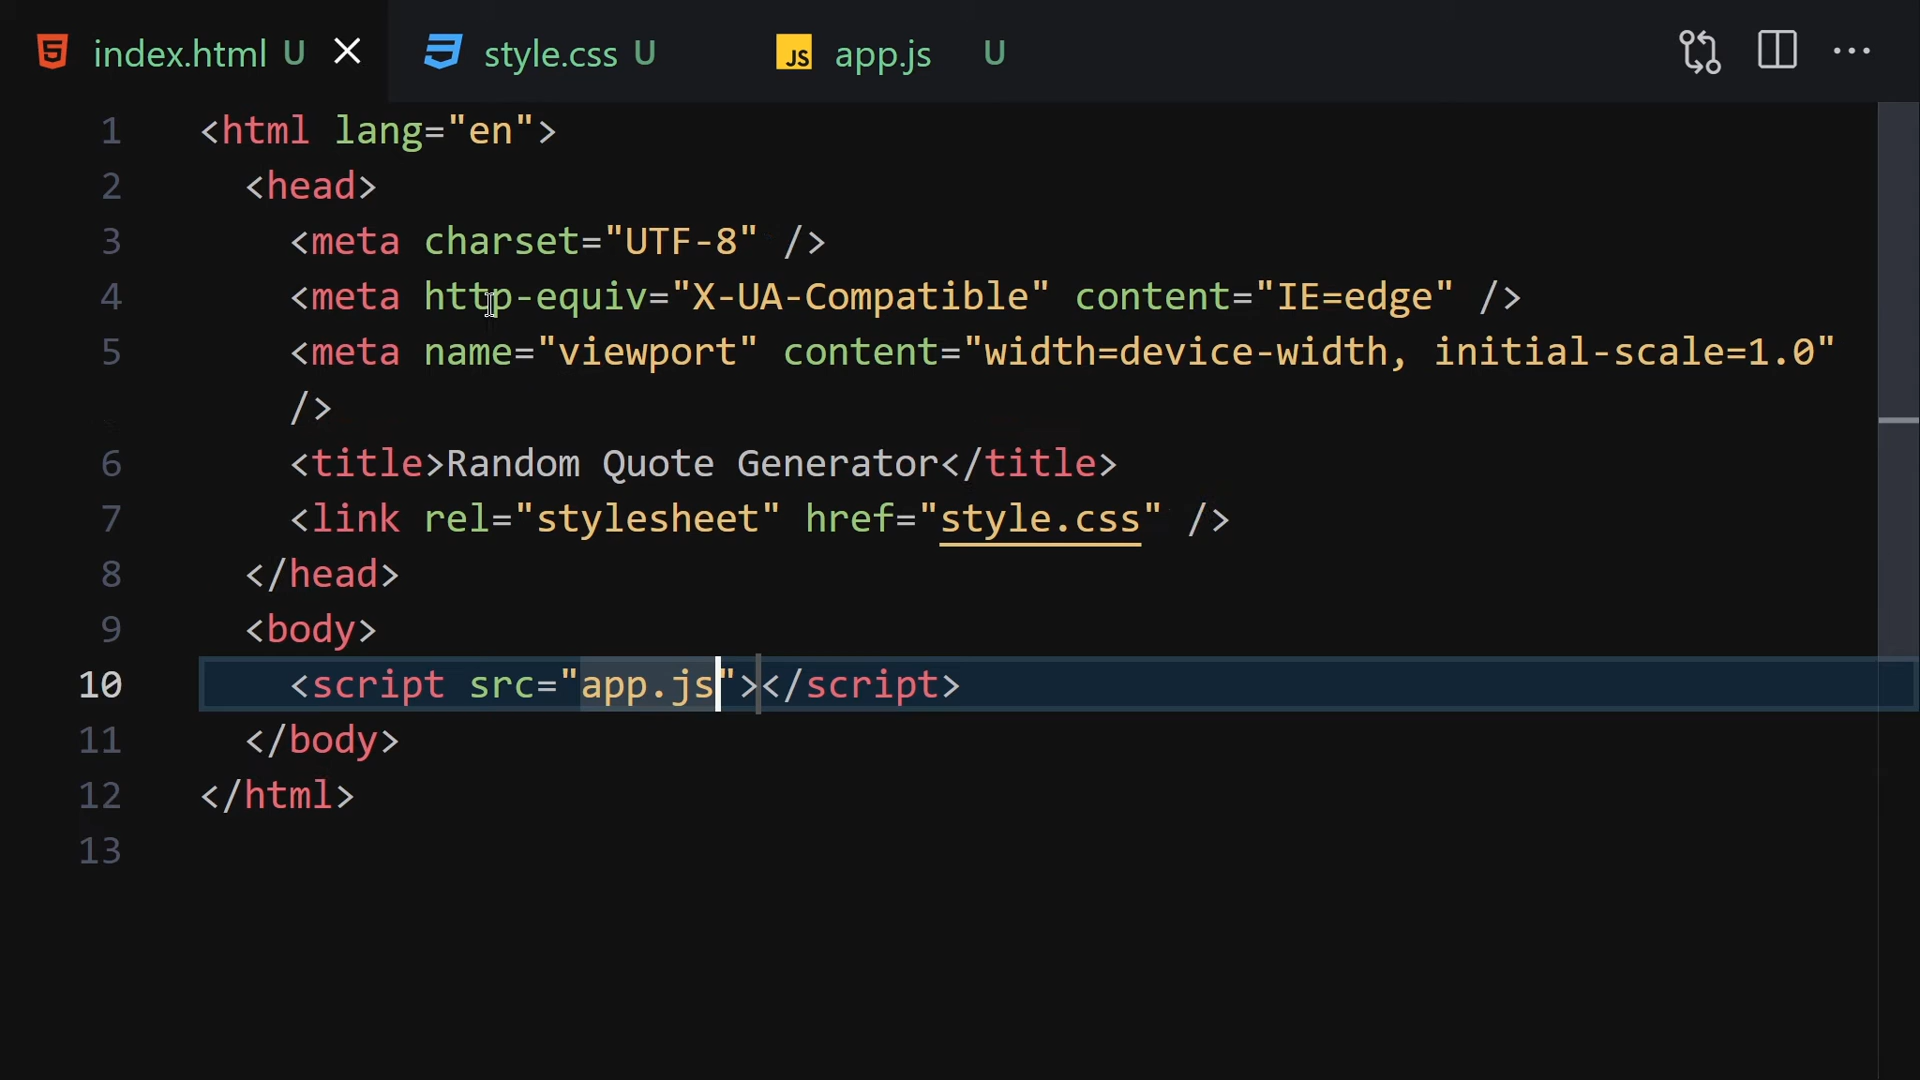 index.html U
style.css U
JS app.js U
1 <html lang="en">
2 <head>
3 <meta charset="UTF-8" />
4 <meta http-equiv="X-UA-Compatible" content="IE=edge" />
5 <meta name="viewport" content="width=device-width, initial-scale=1.0"
/>
6 <title>Random Quote Generator</title>
7 <link rel="stylesheet" href="style.css" />
8 </head>
9 <body>
10 <script src="app.js"></script>
11 </body>
12 </html>
13